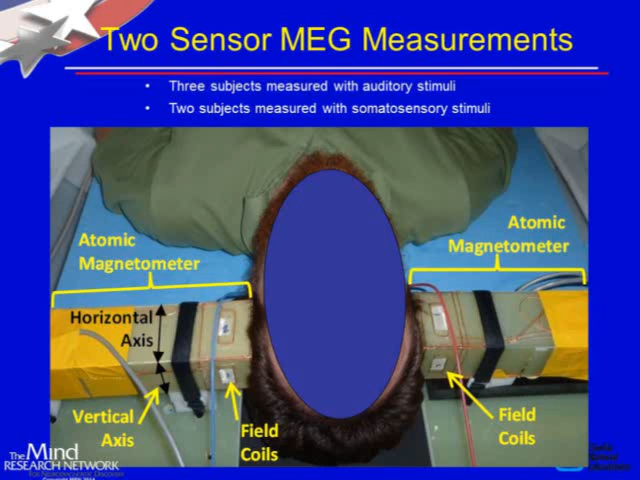 Two Sensor MEG Measurements
• Three subjects measured with auditory stimuli
• Two subjects measured with somatosensory stimuli
Atomic
Magnetometer
Atomic
Magnetometer
Horizontal
Axis
Vertical
Axis
Field
Coils
Field
Coils
The Mind
RESEARCH NETWORK